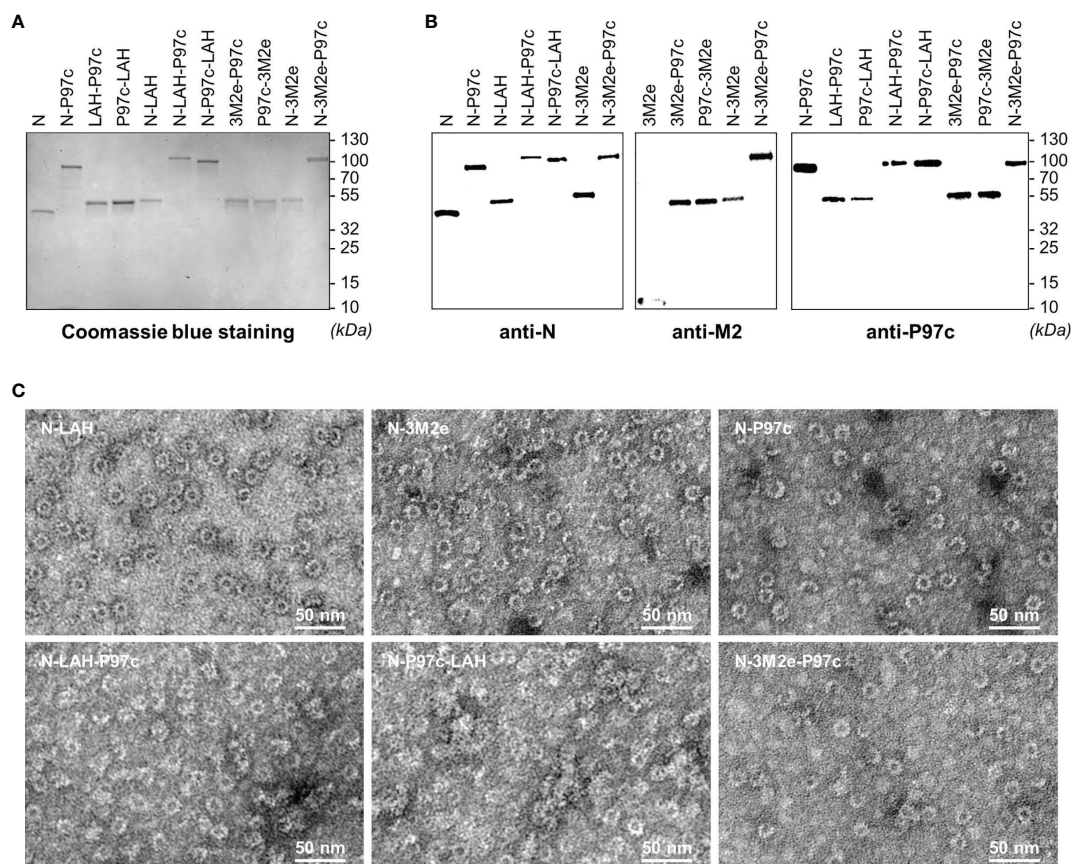 A
N
N-P97c
LAH-P97c
P97c-LAH
N-LAH
N-LAH-P97c
N-P97c-LAH
3M2e-P97c
P97c-3M2e
N-3M2e
N-3M2e-P97c
130
100
70
55
32
25
15
10
Coomassie blue staining
(kDa)
B
N
N-P97c
N-LAH
N-LAH-P97c
N-P97c-LAH
N-3M2e
N-3M2e-P97c
anti-N
3M2e
3M2e-P97c
P97c-3M2e
N-3M2e
N-3M2e-P97c
anti-M2
N-P97c
LAH-P97c
P97c-LAH
N-LAH-P97c
N-P97c-LAH
3M2e-P97c
P97c-3M2e
N-3M2e-P97c
130
100
70
55
32
25
15
10
anti-P97c
(kDa)
C
N-LAH
50 nm
N-3M2e
50 nm
N-P97c
50 nm
N-LAH-P97c
50 nm
N-P97c-LAH
50 nm
N-3M2e-P97c
50 nm